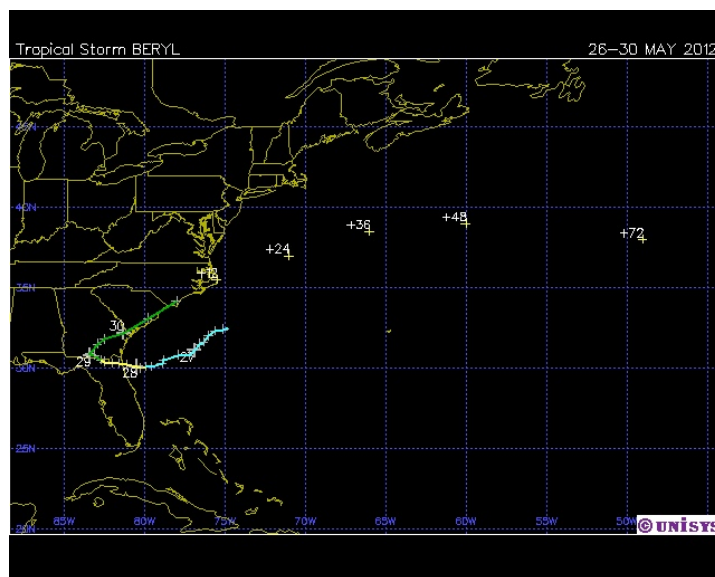 Tropical Storm BERYL
26-30 MAY 2012
45N
40N
+48
+36
+72
+24
+12
35N
30
27
29
28
30N
25N
20N
85W
80W
75W
70W
65W
60W
55W
50W
© UNISYS